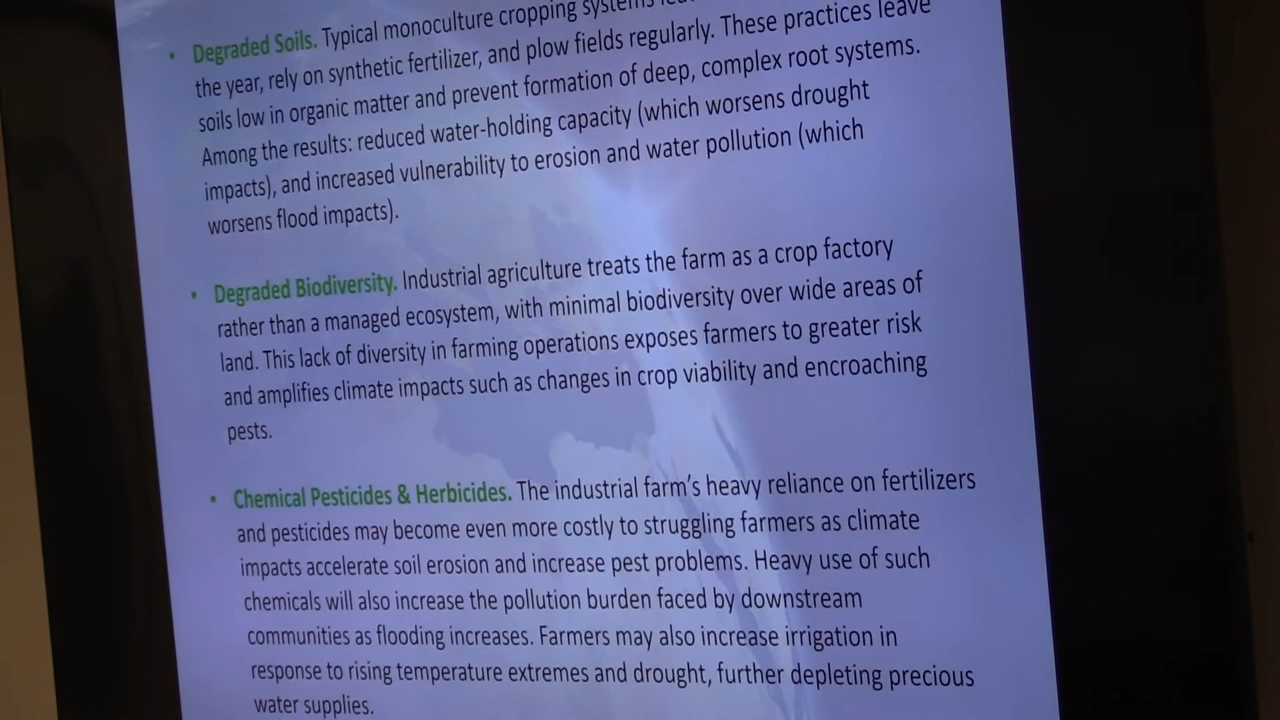 • Degraded Soils. Typical monoculture cropping systems
the year, rely on synthetic fertilizer, and plow fields regularly. These practices leave
soils low in organic matter and prevent formation of deep, complex root systems.
Among the results: reduced water-holding capacity (which worsens drought
impacts), and increased vulnerability to erosion and water pollution (which
worsens flood impacts).
• Degraded Biodiversity. Industrial agriculture treats the farm as a crop factory
rather than a managed ecosystem, with minimal biodiversity over wide areas of
land. This lack of diversity in farming operations exposes farmers to greater risk
and amplifies climate impacts such as changes in crop viability and encroaching
pests.
• Chemical Pesticides & Herbicides. The industrial farm's heavy reliance on fertilizers
and pesticides may become even more costly to struggling farmers as climate
impacts accelerate soil erosion and increase pest problems. Heavy use of such
chemicals will also increase the pollution burden faced by downstream
communities as flooding increases. Farmers may also increase irrigation in
response to rising temperature extremes and drought, further depleting precious
water supplies.